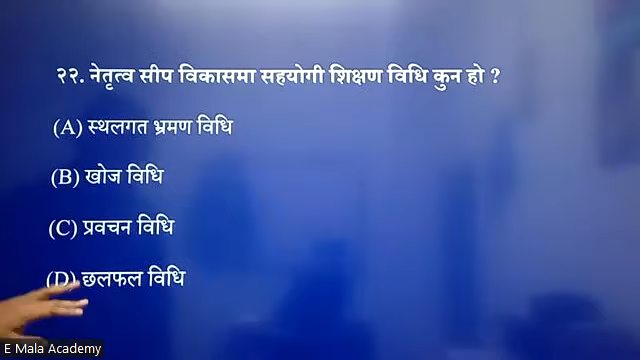 २२. नेतृत्व सीप विकासमा सहयोगी शिक्षण विधि कुन हो ?
(A) स्थलगत भ्रमण विधि
(B) खोज विधि
(C) प्रवचन विधि
(D) छलफल विधि
E Mala Academy